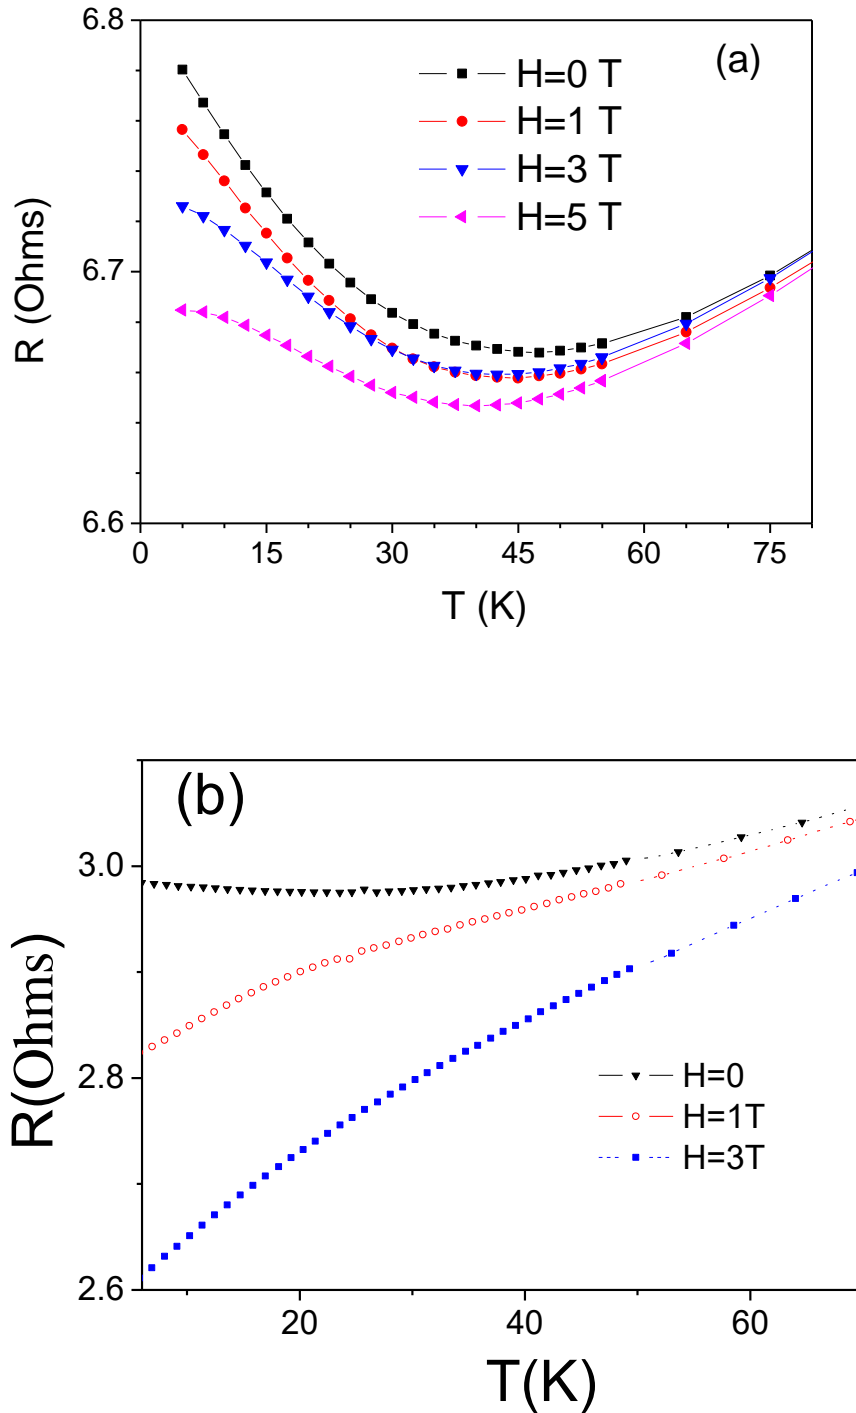 (a)
H=0 T
H=1 T
H=3 T
H=5 T
6.8
6.7
6.6
R (Ohms)
0 15 30 45 60 75
T (K)
(b)
3.0
2.8
2.6
R(Ohms)
H=0
H=1T
H=3T
20 40 60
T(K)